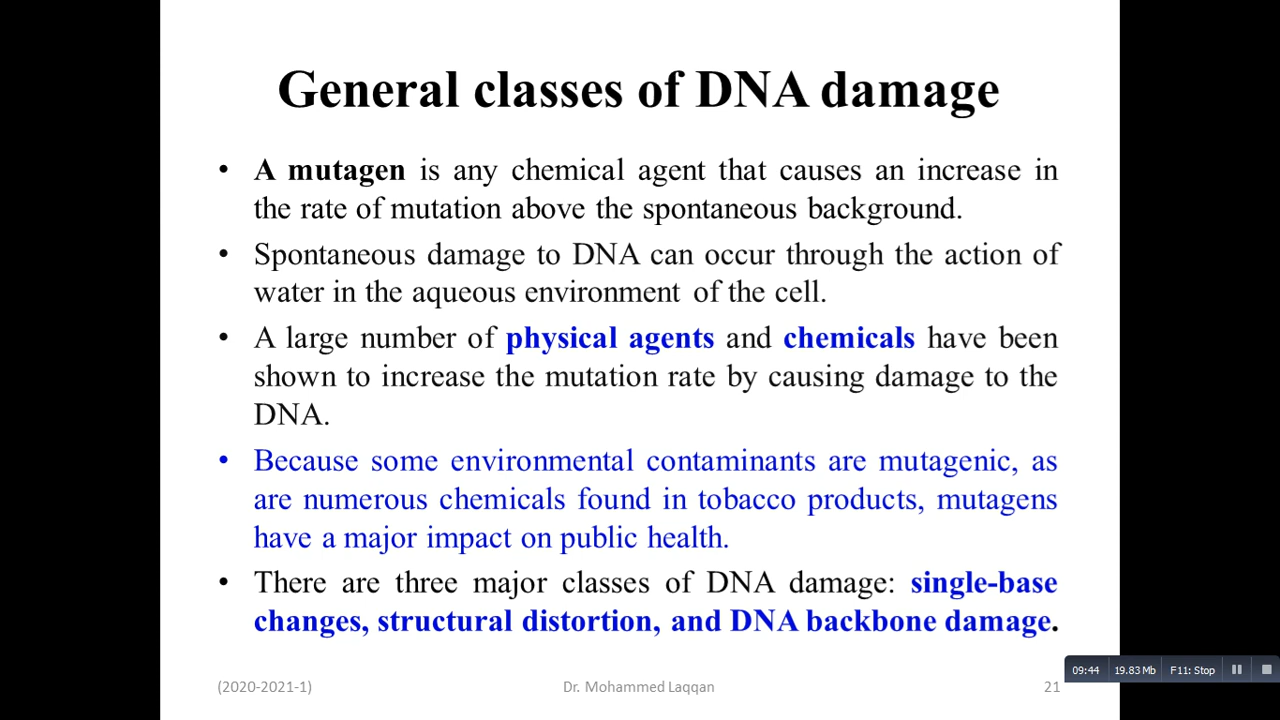 General classes of DNA damage
• A mutagen is any chemical agent that causes an increase in
the rate of mutation above the spontaneous background.
• Spontaneous damage to DNA can occur through the action of
water in the aqueous environment of the cell.
• A large number of physical agents and chemicals have been
shown to increase the mutation rate by causing damage to the
DNA.
• Because some environmental contaminants are mutagenic, as
are numerous chemicals found in tobacco products, mutagens
have a major impact on public health.
• There are three major classes of DNA damage: single-base
changes, structural distortion, and DNA backbone damage.
09:44 19.83 Mb F11: Stop
(2020-2021-1) Dr. Mohammed Laqqan 21